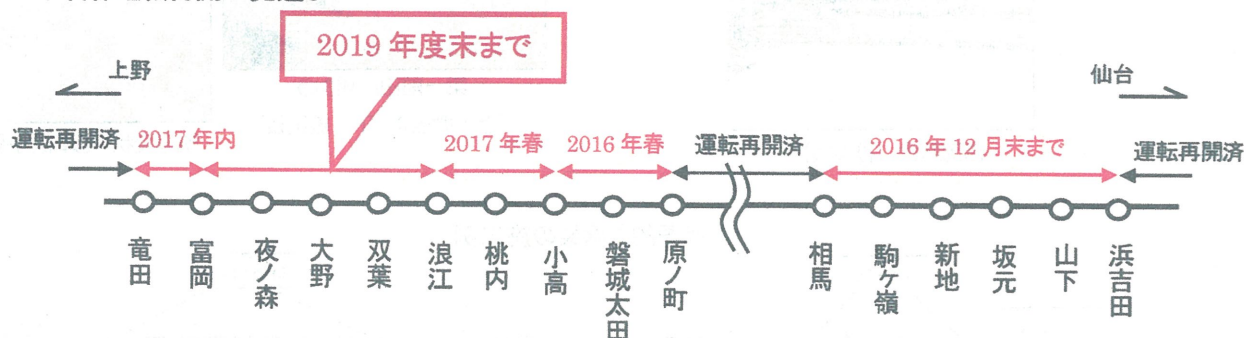 2019 年度末まで
上野
仙台
運転再開済
2017 年内
2017 年春
2016 年春
運転再開済
2016 年 12 月末まで
運転再開済
竜田
富岡
夜ノ森
大野
双葉
浪江
桃内
小高
磐城太田
原ノ町
相馬
駒ケ嶺
新地
坂元
山下
浜吉田